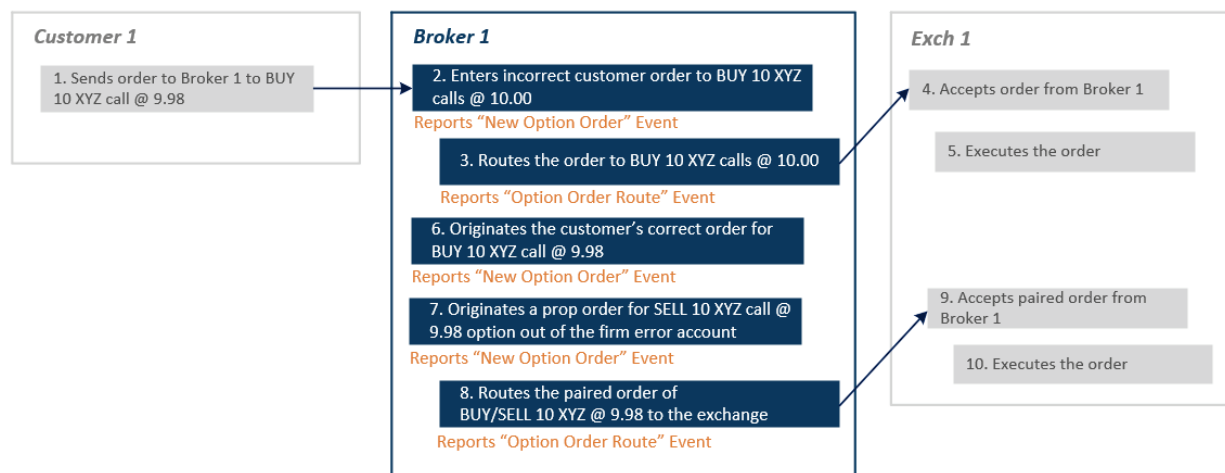 Customer 1
1. Sends order to Broker 1 to BUY
10 XYZ call @ 9.98
Broker 1
2. Enters incorrect customer order to BUY 10 XYZ
calls @ 10.00
Reports “New Option Order” Event
3. Routes the order to BUY 10 XYZ calls @ 10.00
Reports “Option Order Route” Event
6. Originates the customer’s correct order for
BUY 10 XYZ call @ 9.98
Reports “New Option Order” Event
7. Originates a prop order for SELL 10 XYZ call @
9.98 option out of the firm error account
Reports “New Option Order” Event
8. Routes the paired order of
BUY/SELL 10 XYZ @ 9.98 to the exchange
Reports “Option Order Route” Event
Exch 1
4. Accepts order from Broker 1
5. Executes the order
9. Accepts paired order from
Broker 1
10. Executes the order